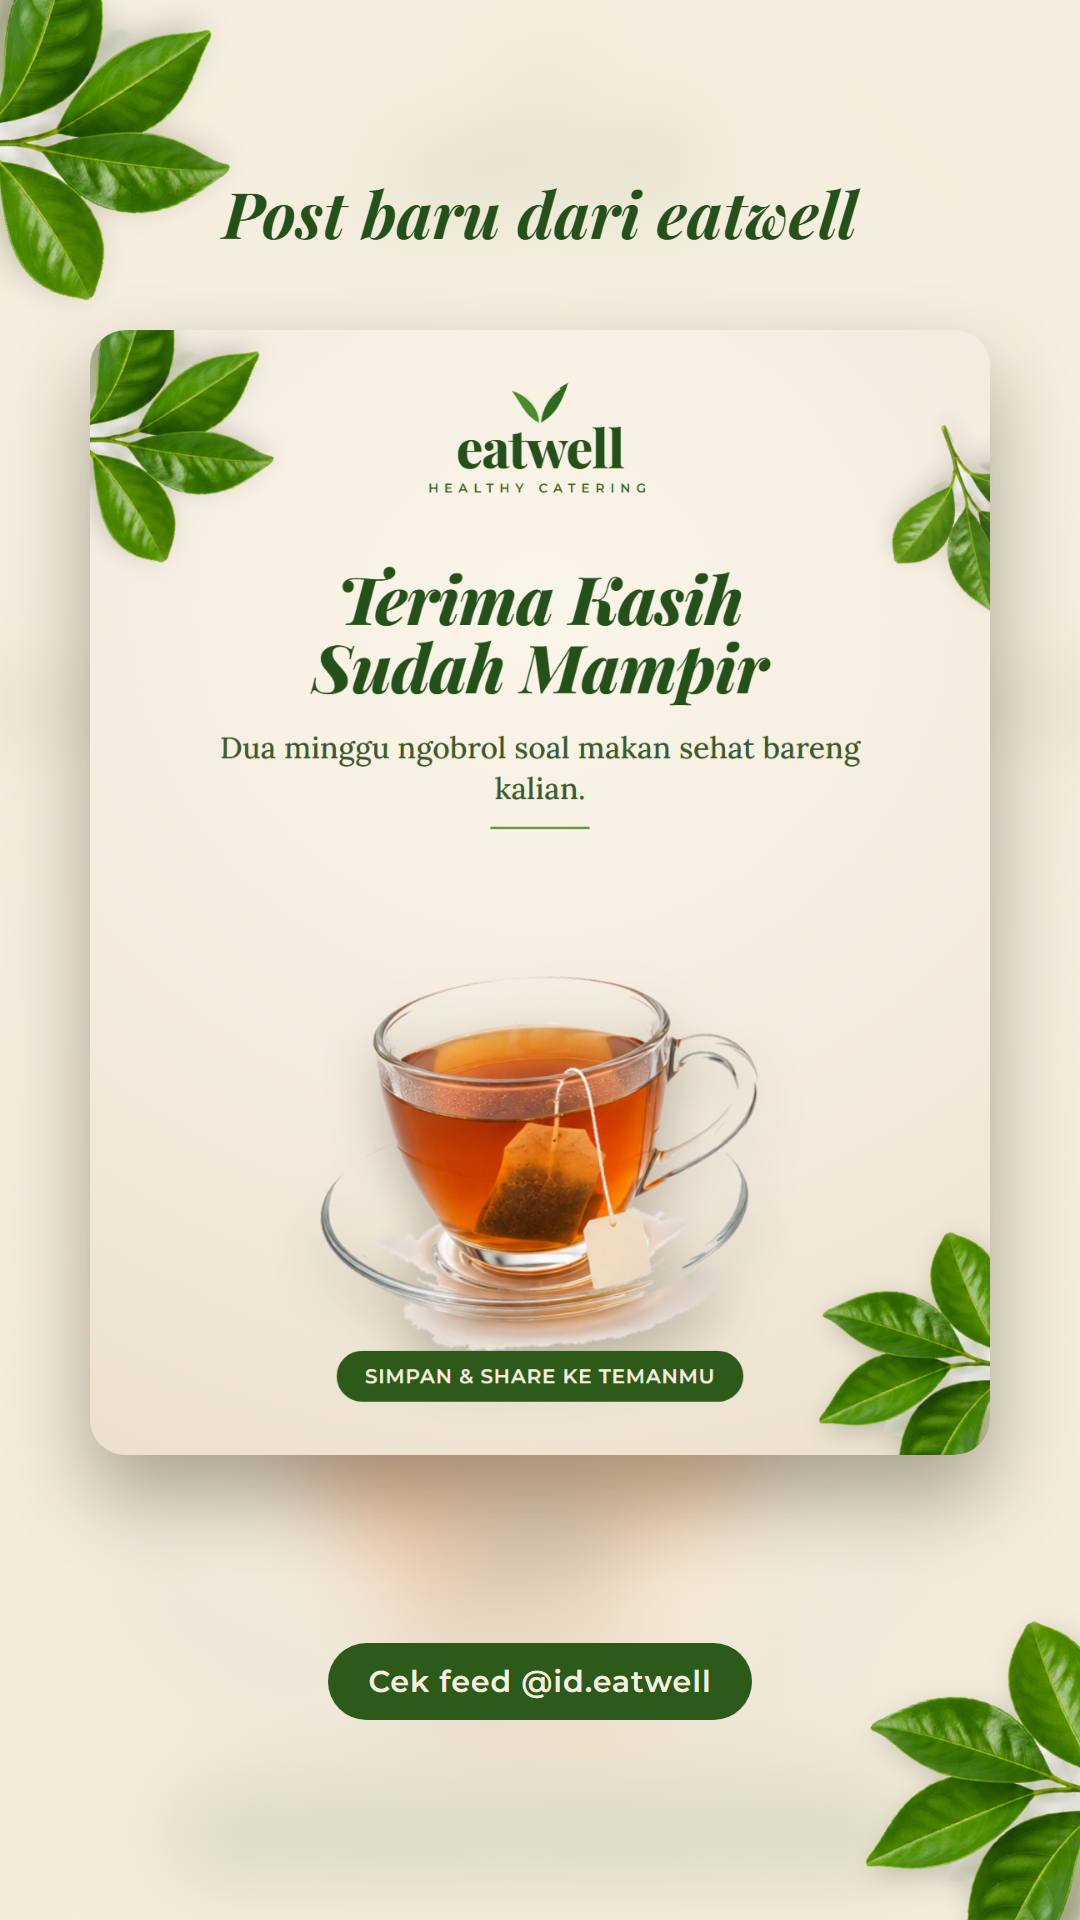 Post baru dari eatwell
eatwell
HEALTHY CATERING
Terima Kasih
Sudah Mampir
Dua minggu ngobrol soal makan sehat bareng
kalian.
SIMPAN & SHARE KE TEMANMU
Cek feed @id.eatwell